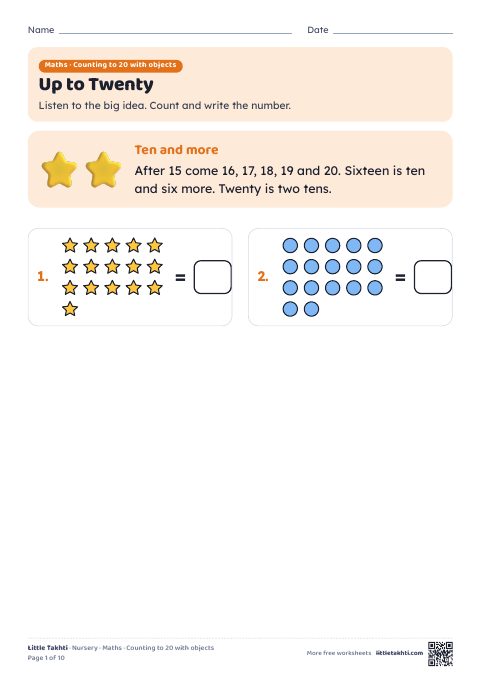 Name
Date
Maths · Counting to 20 with objects
Up to Twenty
Listen to the big idea. Count and write the number.
Ten and more
After 15 come 16, 17, 18, 19 and 20. Sixteen is ten
and six more. Twenty is two tens.
1. =
2. =
Little Takhti · Nursery · Maths · Counting to 20 with objects
Page 1 of 10
More free worksheets littletakhti.com